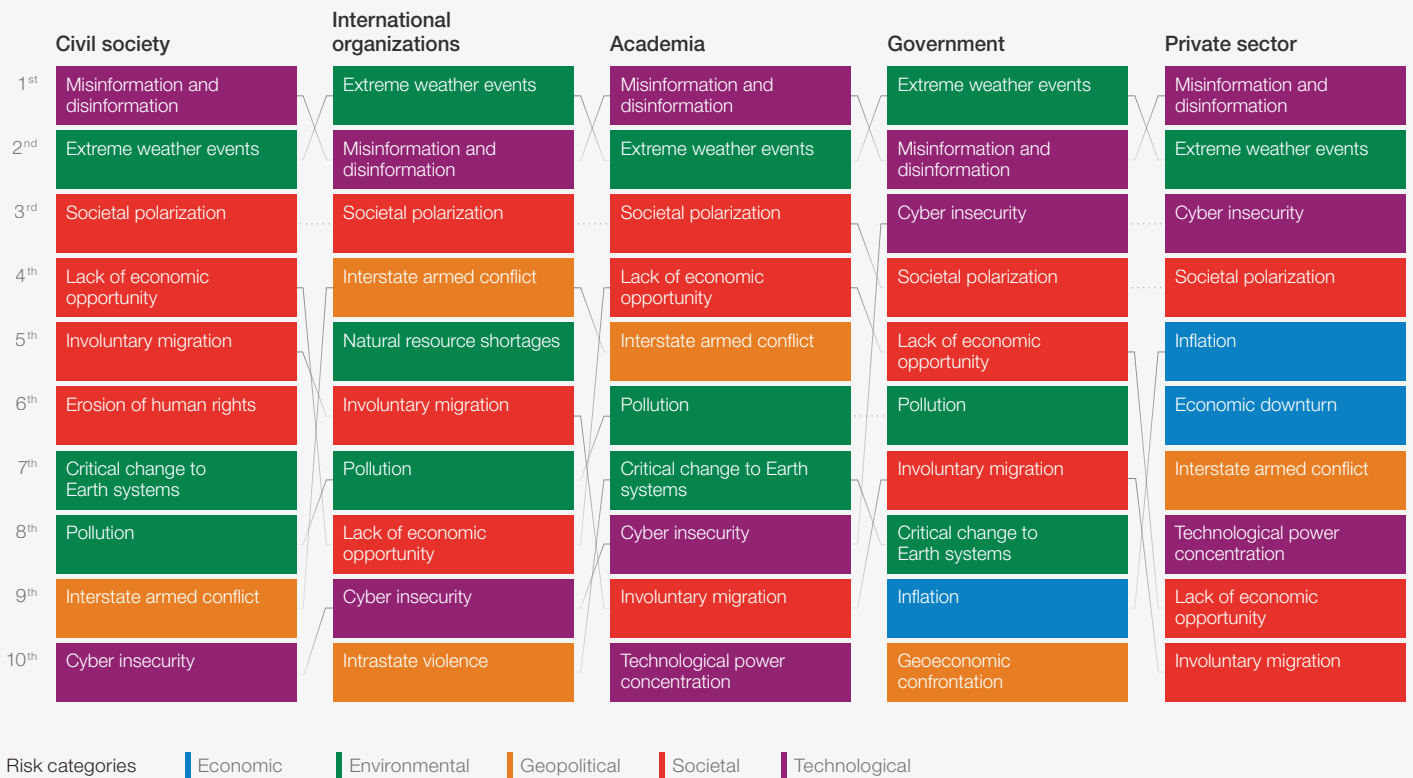 Civil society
International
organizations
Academia
Government
Private sector
1st
Misinformation and
disinformation
Extreme weather events
Misinformation and
disinformation
Extreme weather events
Misinformation and
disinformation
2nd
Extreme weather events
Misinformation and
disinformation
Extreme weather events
Misinformation and
disinformation
Extreme weather events
3rd
Societal polarization
Societal polarization
Societal polarization
Cyber insecurity
Cyber insecurity
4th
Lack of economic
opportunity
Interstate armed conflict
Lack of economic
opportunity
Societal polarization
Societal polarization
5th
Involuntary migration
Natural resource shortages
Interstate armed conflict
Lack of economic
opportunity
Inflation
6th
Erosion of human rights
Involuntary migration
Pollution
Pollution
Economic downturn
7th
Critical change to
Earth systems
Pollution
Critical change to Earth
systems
Involuntary migration
Interstate armed conflict
8th
Pollution
Lack of economic
opportunity
Cyber insecurity
Critical change to
Earth systems
Technological power
concentration
9th
Interstate armed conflict
Cyber insecurity
Involuntary migration
Inflation
Lack of economic
opportunity
10th
Cyber insecurity
Intrastate violence
Technological power
concentration
Geoeconomic
confrontation
Involuntary migration
Risk categories
Economic
Environmental
Geopolitical
Societal
Technological